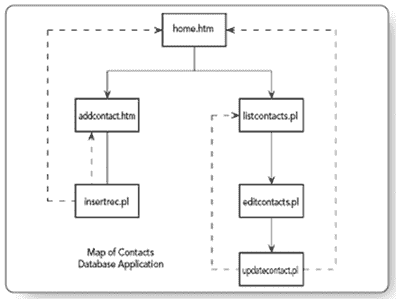 home.htm
addcontact.htm
listcontacts.pl
insertrec.pl
editcontacts.pl
Map of Contacts
Database Application
updatecontact.pl